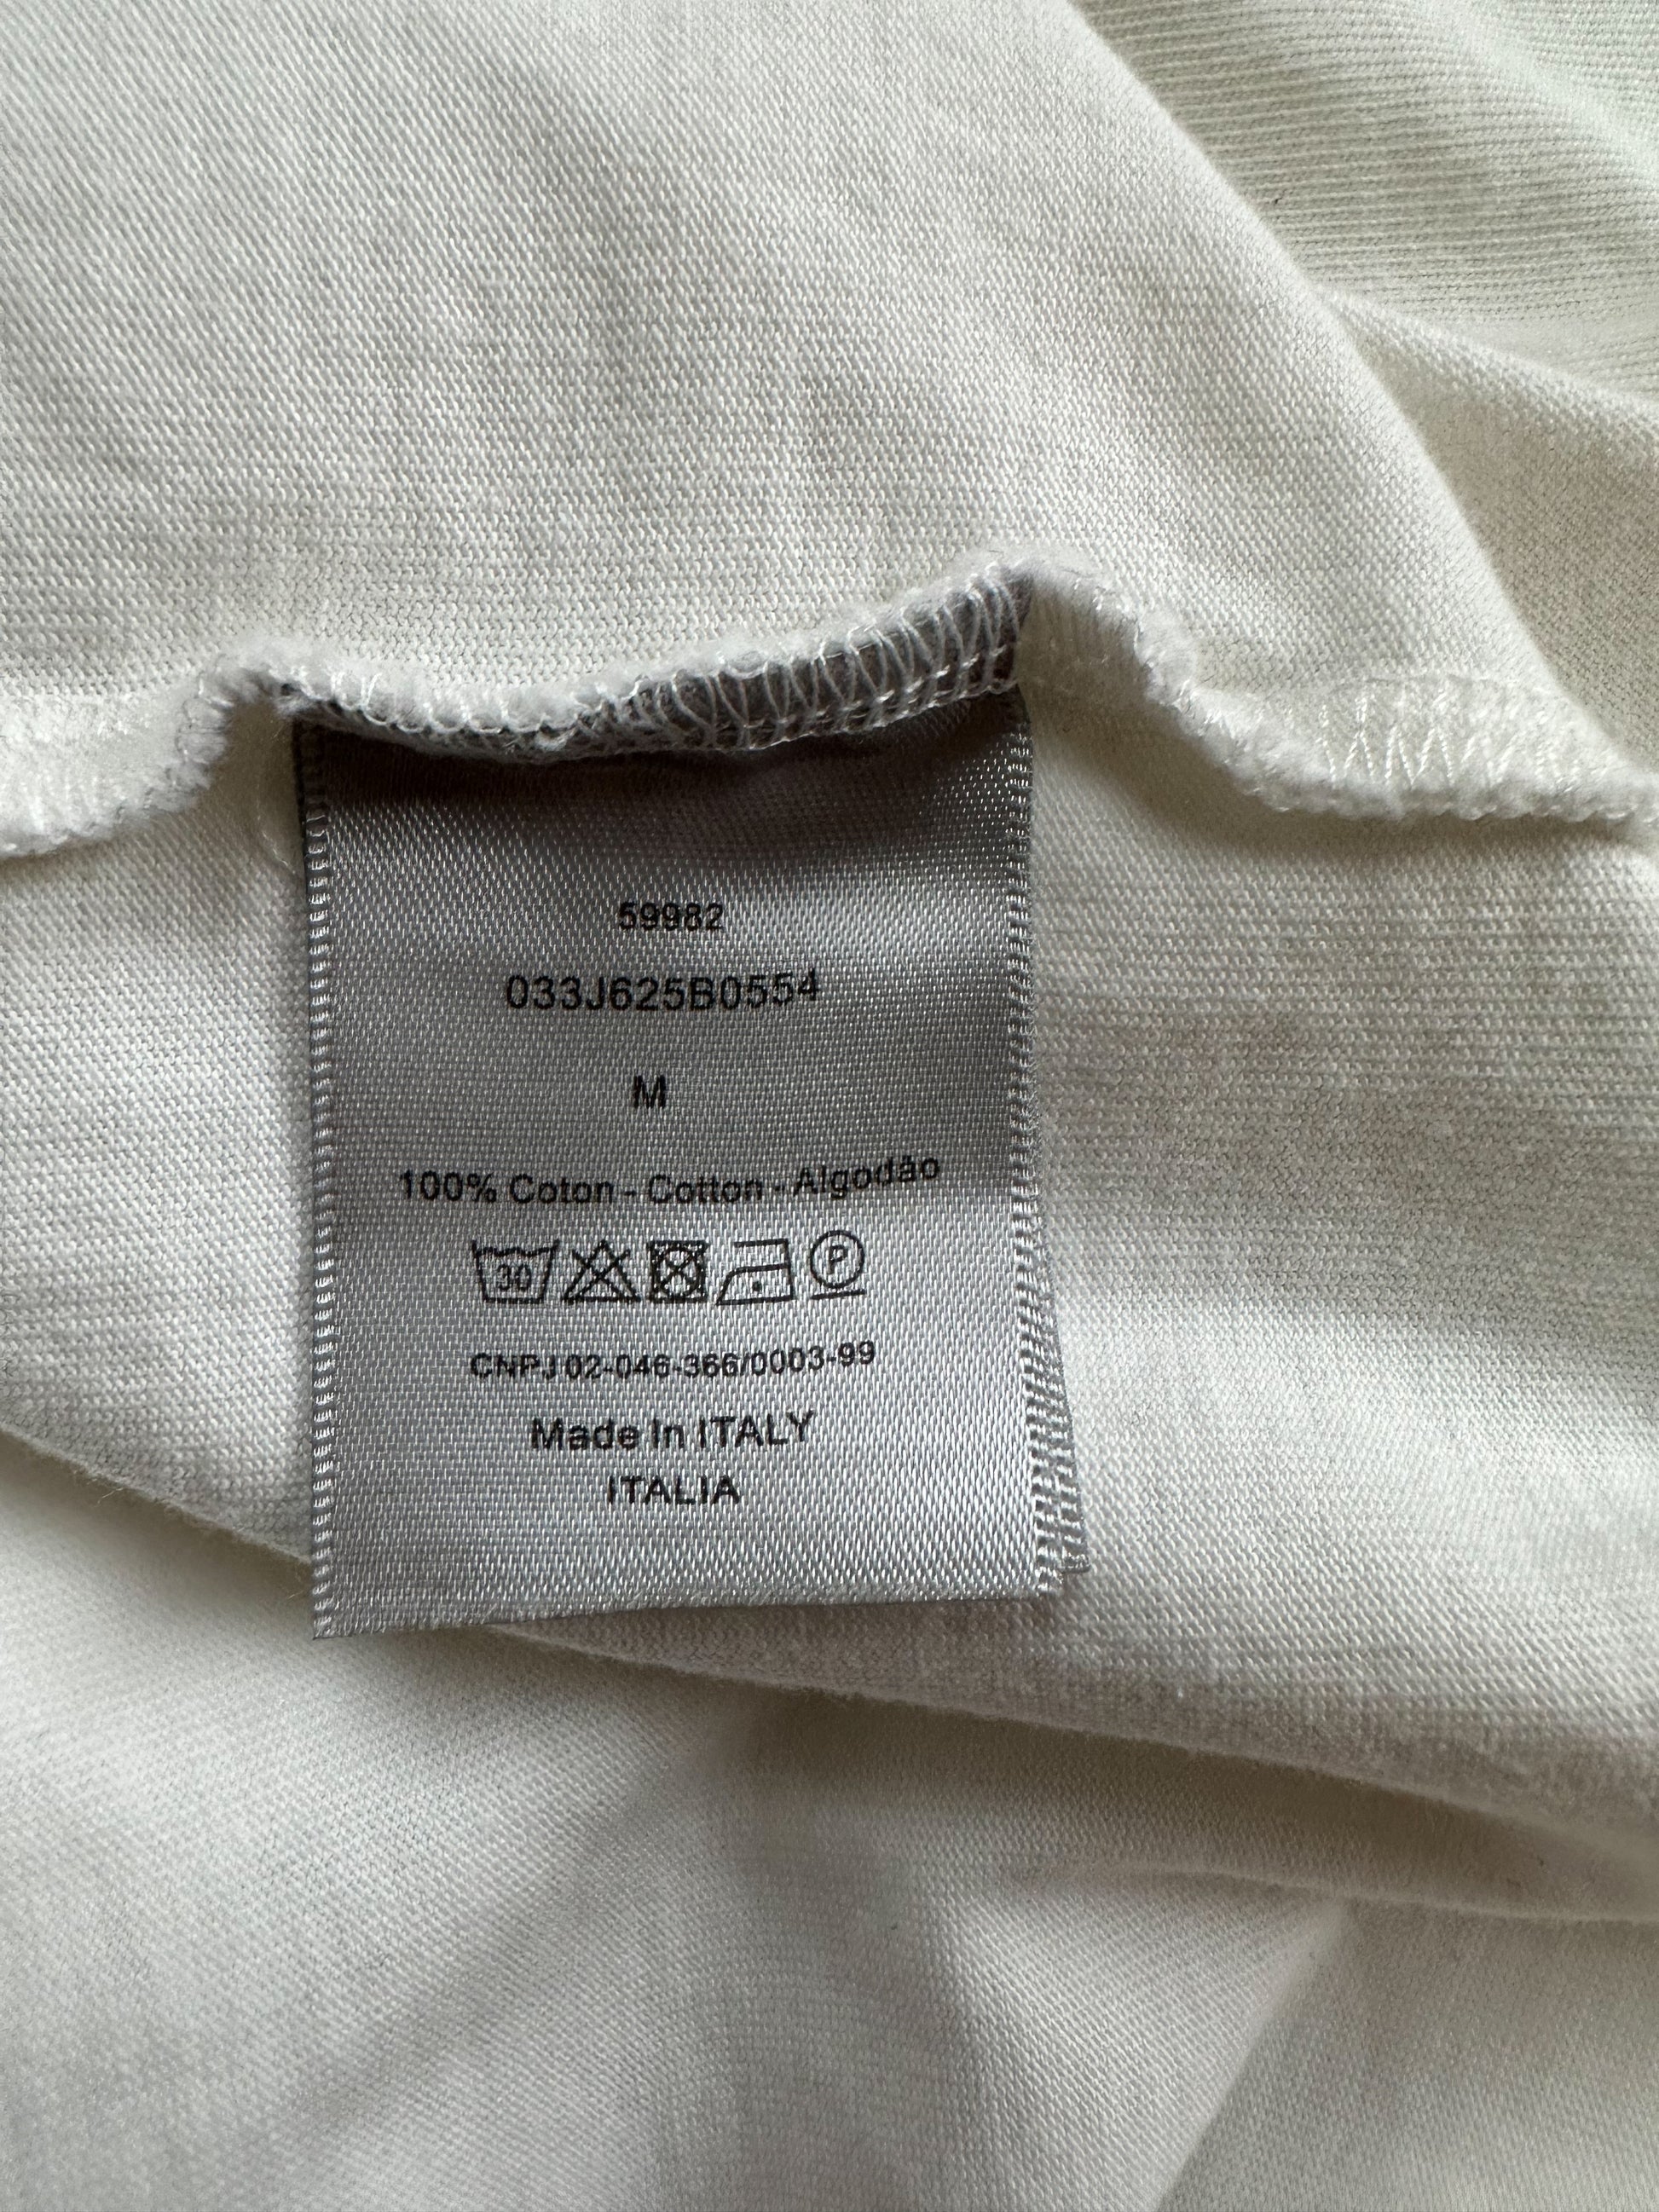 59982
033J625B0554
M
100% Coton - Cotton - Algodão
30 P
CNPJ 02-046-366/0003-99
Made In ITALY
ITALIA